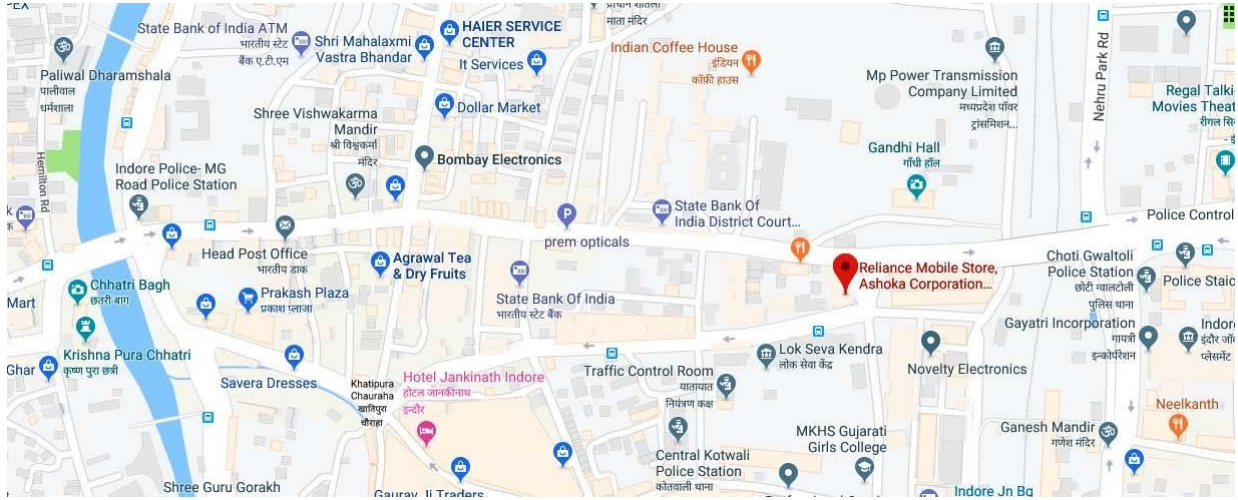 PEX
State Bank of India ATM
भारतीय स्टेट
बैंक ए.टी.एम
Shri Mahalaxmi
Vastra Bhandar
HAIER SERVICE
CENTER
It Services
माता मंदिर
Indian Coffee House
इंडियन
कॉफ़ी हाउस
Mp Power Transmission
Company Limited
मध्यप्रदेश पॉवर
ट्रांसमिशन...
Nehru Park Rd
Regal Talki
Movies Theat
रीगल सि
Paliwal Dharamshala
पालीवाल
धर्मशाला
Dollar Market
Shree Vishwakarma
Mandir
श्री विश्वकर्मा
मंदिर
Bombay Electronics
Gandhi Hall
गाँधी हॉल
Hemilton Rd
Indore Police- MG
Road Police Station
State Bank Of
India District Court...
P
prem opticals
Police Control
Head Post Office
भारतीय डाक
Agrawal Tea
& Dry Fruits
Reliance Mobile Store,
Ashoka Corporation...
Choti Gwaltoli
Police Station
छोटी ग्वालटोली
पुलिस थाना
Police Staic
Mart
Chhatri Bagh
छतरी बाग
Prakash Plaza
प्रकाश प्लाजा
State Bank Of India
भारतीय स्टेट बैंक
Gayatri Incorporation
गायत्री
इन्कोर्पोरेशन
Indore
इंदौर जॉब
प्लेसमेंट
Krishna Pura Chhatri
कृष्ण पुरा छत्री
Ghar
Savera Dresses
Khatipura
Chauraha
खातिपुरा
चौराहा
Hotel Jankinath Indore
होटल जानकीनाथ
इन्दौर
Traffic Control Room
यातायात
नियंत्रण कक्ष
Lok Seva Kendra
लोक सेवा केंद्र
Novelty Electronics
Neelkanth
Ganesh Mandir
गणेश मंदिर
MKHS Gujarati
Girls College
Central Kotwali
Police Station
कोतवाली थाना
Shree Guru Gorakh
Gaurav Ji Traders
Indore Jn Bg